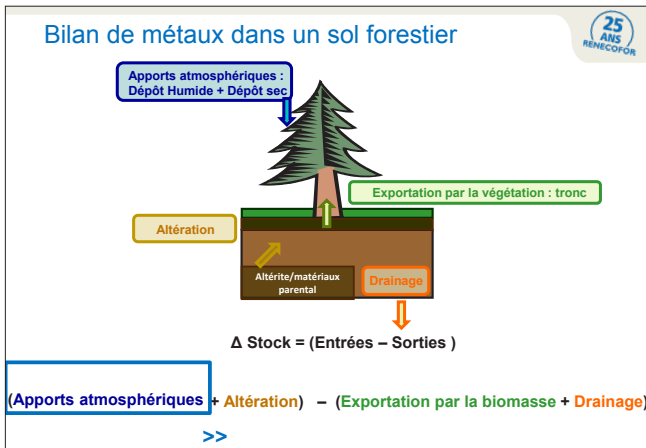 Bilan de métaux dans un sol forestier
25
ANS
RENECOFOR
Apports atmosphériques :
Dépôt Humide + Dépôt sec
Exportation par la végétation : tronc
Altération
Altérite/matériaux
parental
Drainage
Δ Stock = (Entrées – Sorties )
(Apports atmosphériques + Altération) – (Exportation par la biomasse + Drainage)
>>